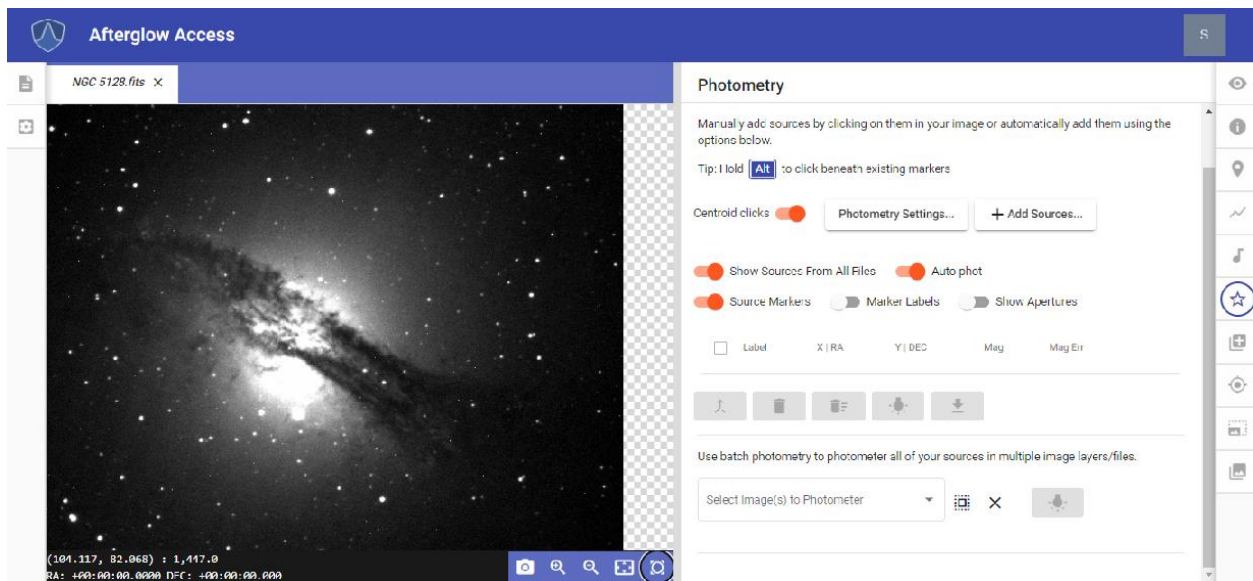 Afterglow Access
S
NGC 5128.fits
Photometry
Manually add sources by clicking on them in your image or automatically add them using the
options below.
Tip: Hold Alt to click beneath existing markers
Centroid clicks
Photometry Settings...
+ Add Sources...
Show Sources From All Files
Auto phot
Source Markers
Marker Labels
Show Apertures
Label X | RA Y | DEC Mag Mag Err
Use batch photometry to photometer all of your sources in multiple image layers/files.
Select Image(s) to Photometer
(104.117, 82.068) : 1,447.0
RA: +00:00:00.0000 DEC: +00:00:00.000